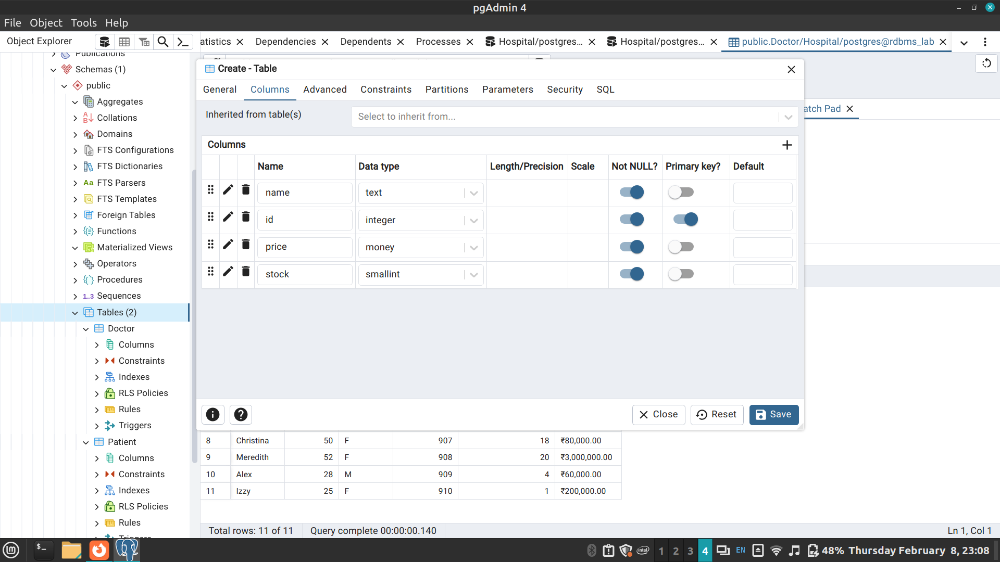 pgAdmin 4
File Object Tools Help
Object Explorer
atistics Dependencies Dependents Processes Hospital/postgres... Hospital/postgres... public.Doctor/Hospital/postgres@rdbms_lab
Publications
Schemas (1)
public
Aggregates
Collations
Domains
FTS Configurations
FTS Dictionaries
Aa FTS Parsers
FTS Templates
Foreign Tables
Functions
Materialized Views
Operators
Procedures
1..3 Sequences
Tables (2)
Doctor
Columns
Constraints
Indexes
RLS Policies
Rules
Triggers
Patient
Columns
Constraints
Indexes
RLS Policies
Rules
Triggers
Create - Table
General Columns Advanced Constraints Partitions Parameters Security SQL
Inherited from table(s) Select to inherit from...
atch Pad
Columns
Name Data type Length/Precision Scale Not NULL? Primary key? Default
name text
id integer
price money
stock smallint
Close Reset Save
8 Christina 50 F 907 18 ₹80,000.00
9 Meredith 52 F 908 20 ₹3,000,000.00
10 Alex 28 M 909 4 ₹60,000.00
11 Izzy 25 F 910 1 ₹200,000.00
Total rows: 11 of 11 Query complete 00:00:00.140 Ln 1, Col 1
1 2 3 4 EN 48% Thursday February 8, 23:08